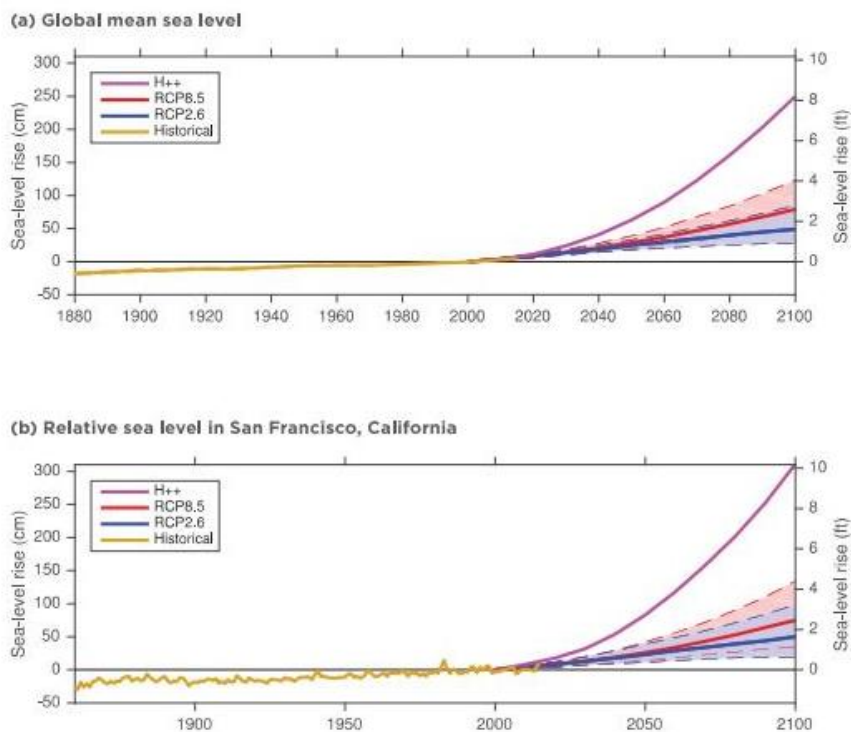 (a) Global mean sea level
300
250
200
150
100
50
0
-50
Sea-level rise (cm)
H++
RCP8.5
RCP2.6
Historical
10
8
6
4
2
0
Sea-level rise (ft)
1880 1900 1920 1940 1960 1980 2000 2020 2040 2060 2080 2100
(b) Relative sea level in San Francisco, California
300
250
200
150
100
50
0
-50
Sea-level rise (cm)
H++
RCP8.5
RCP2.6
Historical
10
8
6
4
2
0
Sea-level rise (ft)
1900 1950 2000 2050 2100